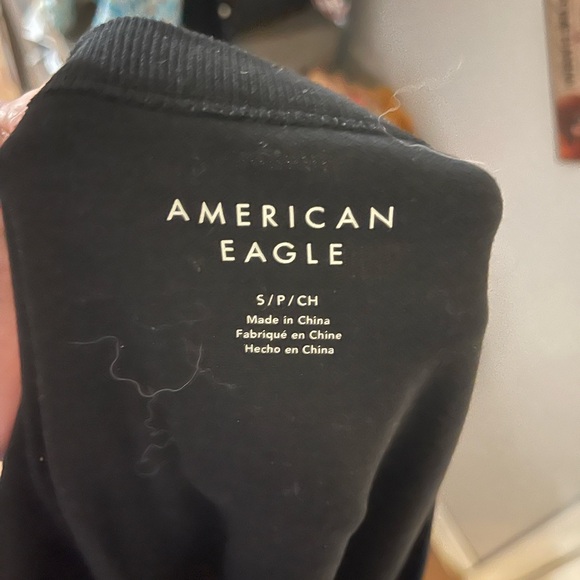 AMERICAN
EAGLE
S/P/CH
Made in China
Fabriqué en Chine
Hecho en China